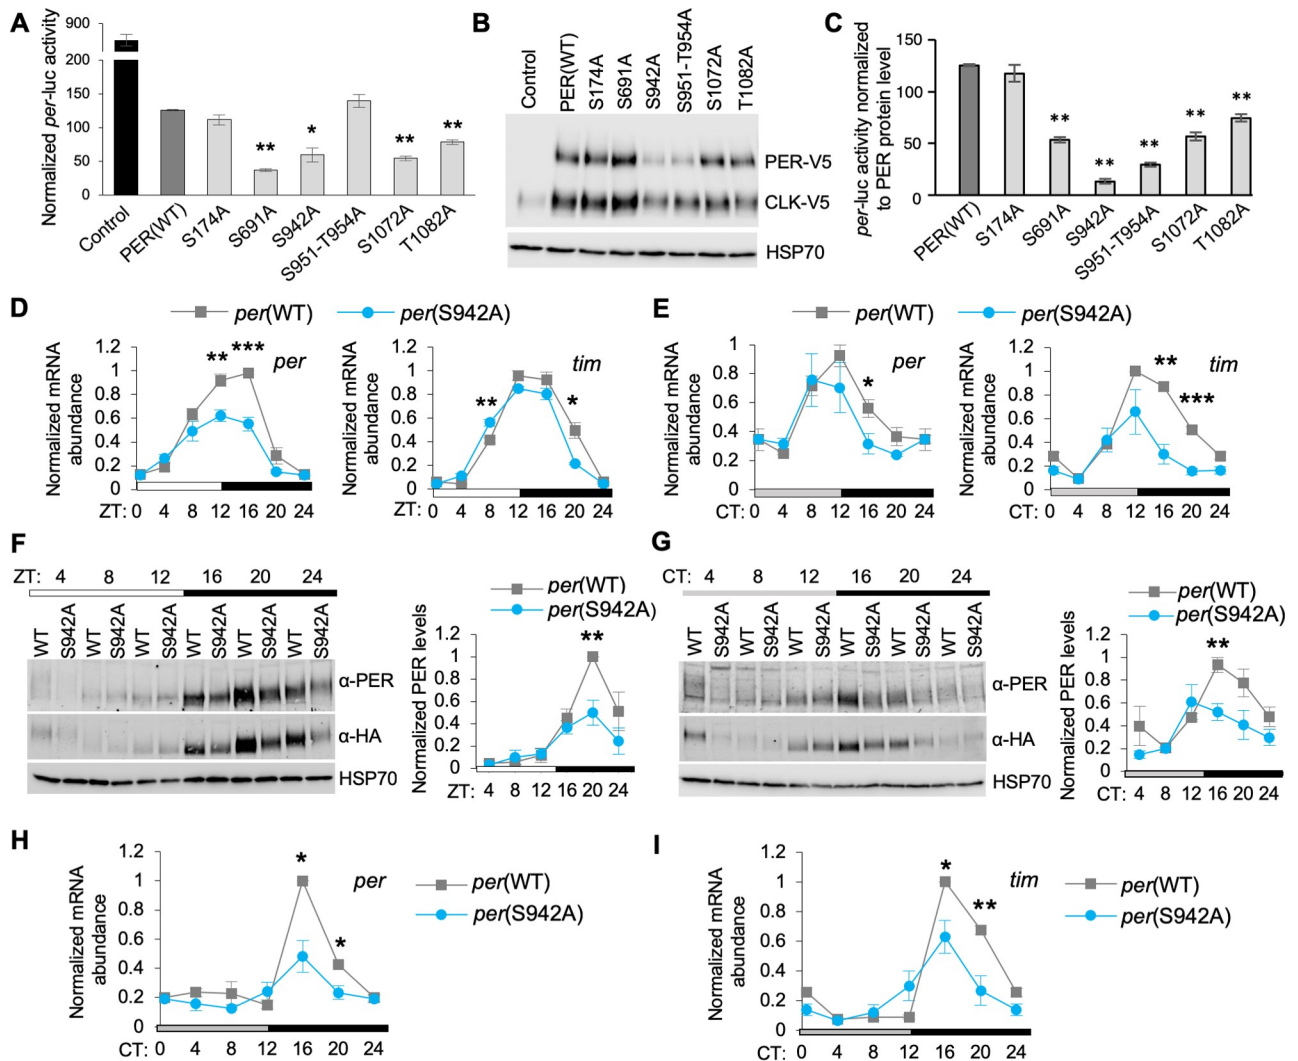 A
Normalized per-luc activity
900
200
150
100
50
0
Control
PER(WT)
S174A
S691A
S942A
S951-T954A
S1072A
T1082A
**
*
**
**
B
Control
PER(WT)
S174A
S691A
S942A
S951-T954A
S1072A
T1082A
PER-V5
CLK-V5
HSP70
C
per-luc activity normalized
to PER protein level
150
100
50
0
**
**
**
**
**
PER(WT)
S174A
S691A
S942A
S951-T954A
S1072A
T1082A
D
per(WT)
per(S942A)
Normalized mRNA
abundance
1.2
1
0.8
0.6
0.4
0.2
0
** ***
per
ZT: 0 4 8 12 16 20 24
Normalized mRNA
abundance
1.2
1
0.8
0.6
0.4
0.2
0
**
*
tim
ZT: 0 4 8 12 16 20 24
E
per(WT)
per(S942A)
Normalized mRNA
abundance
1
0.8
0.6
0.4
0.2
0
*
per
CT: 0 4 8 12 16 20 24
Normalized mRNA
abundance
1.2
1
0.8
0.6
0.4
0.2
0
**
***
tim
CT: 0 4 8 12 16 20 24
F
ZT: 4 8 12 16 20 24
WT S942A WT S942A WT S942A WT S942A WT S942A WT S942A
α-PER
α-HA
HSP70
per(WT)
per(S942A)
Normalized PER levels
1.2
1
0.8
0.6
0.4
0.2
0
**
ZT: 4 8 12 16 20 24
G
CT: 4 8 12 16 20 24
WT S942A WT S942A WT S942A WT S942A WT S942A WT S942A
α-PER
α-HA
HSP70
per(WT)
per(S942A)
Normalized PER levels
1.2
1
0.8
0.6
0.4
0.2
0
**
CT: 4 8 12 16 20 24
H
Normalized mRNA
abundance
1.2
1
0.8
0.6
0.4
0.2
0
*
*
per
per(WT)
per(S942A)
CT: 0 4 8 12 16 20 24
I
Normalized mRNA
abundance
1.2
1
0.8
0.6
0.4
0.2
0
*
**
tim
per(WT)
per(S942A)
CT: 0 4 8 12 16 20 24